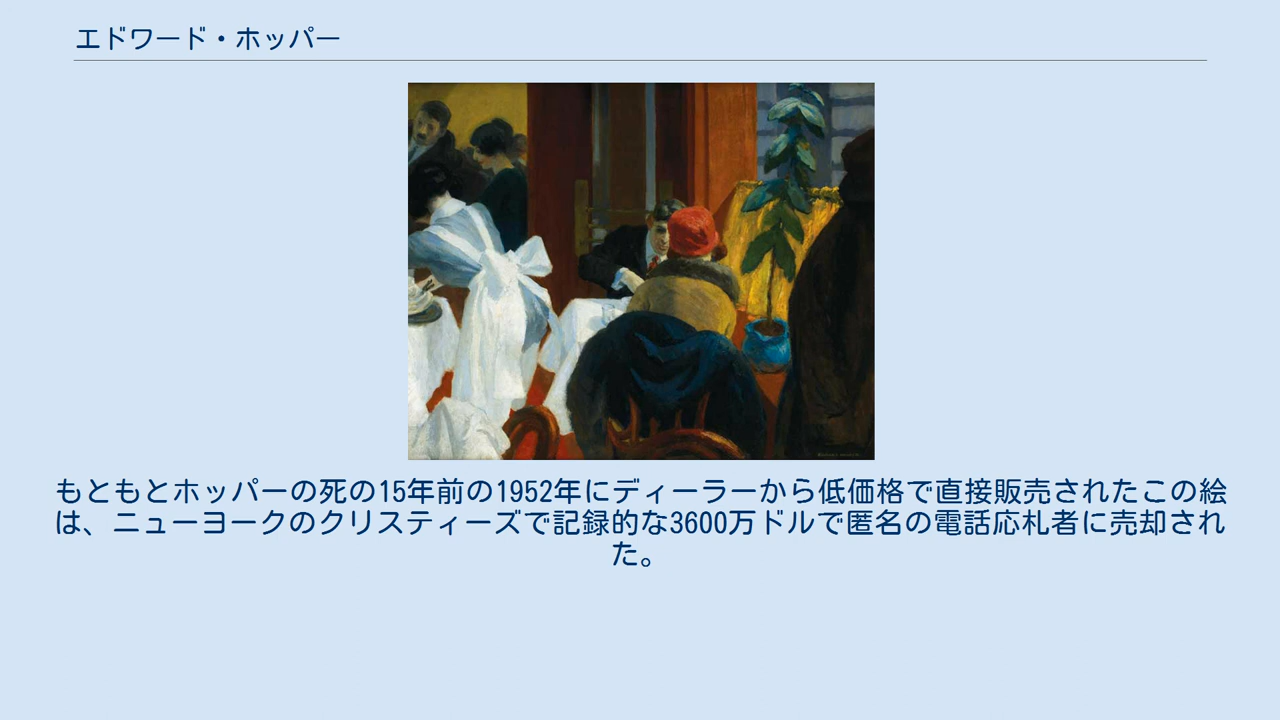 エドワード・ホッパー
もともとホッパーの死の15年前の1952年にディーラーから低価格で直接販売されたこの絵
は、ニューヨークのクリスティーズで記録的な3600万ドルで匿名の電話応札者に売却され
た。